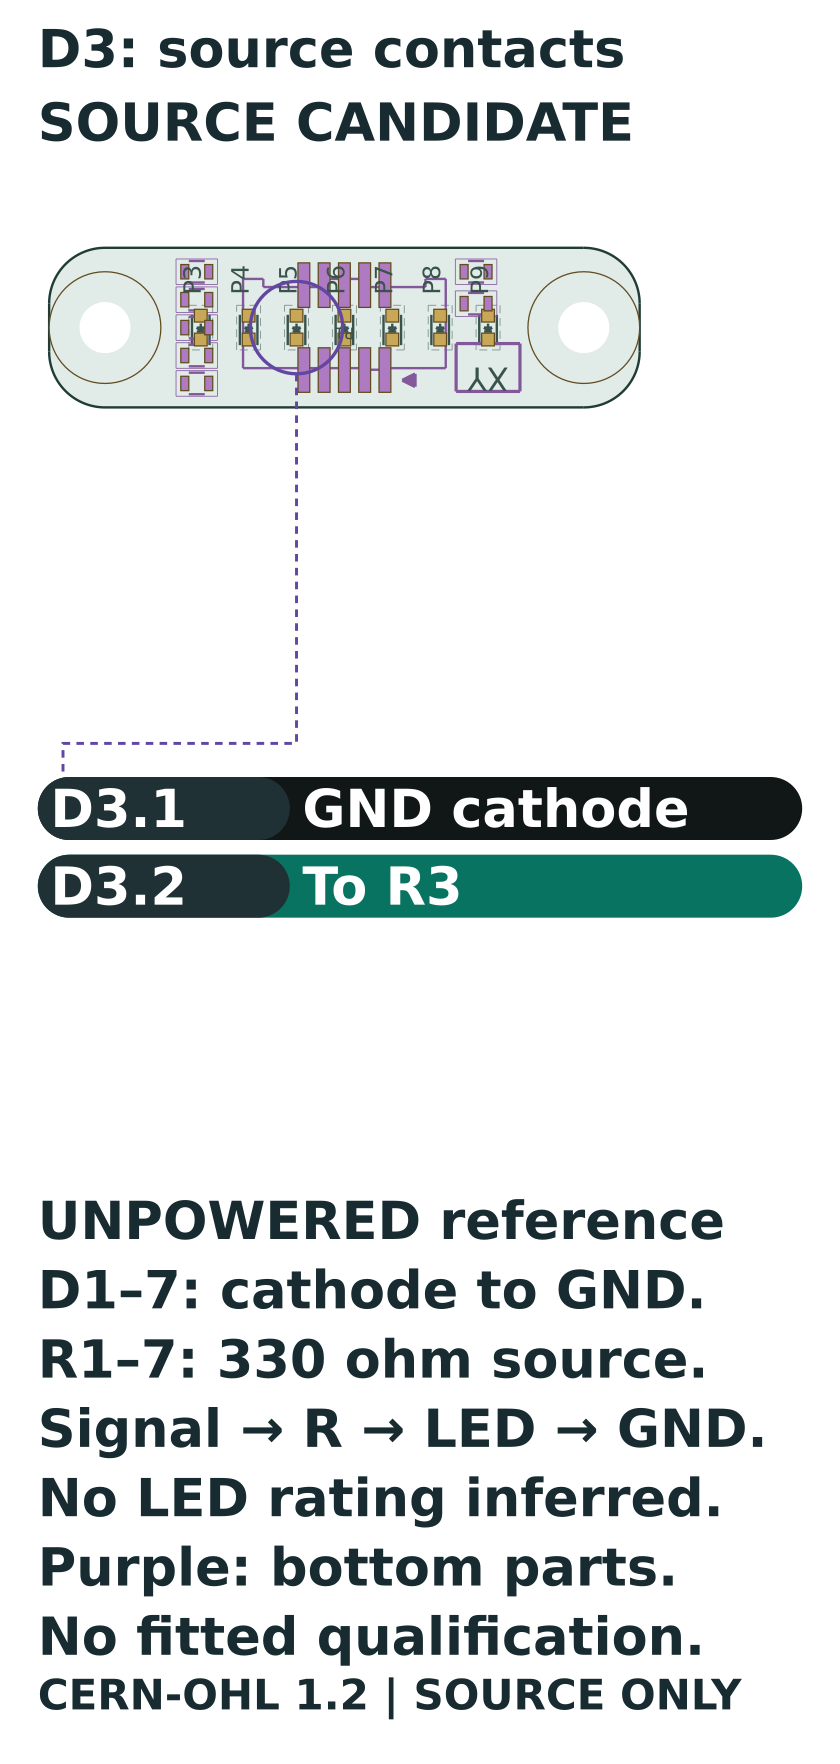 D3: source contacts
SOURCE CANDIDATE
P3 P4 P5 P6 P7 P8 P9
XY
D3.1 GND cathode
D3.2 To R3
UNPOWERED reference
D1–7: cathode to GND.
R1–7: 330 ohm source.
Signal → R → LED → GND.
No LED rating inferred.
Purple: bottom parts.
No fitted qualification.
CERN-OHL 1.2 | SOURCE ONLY